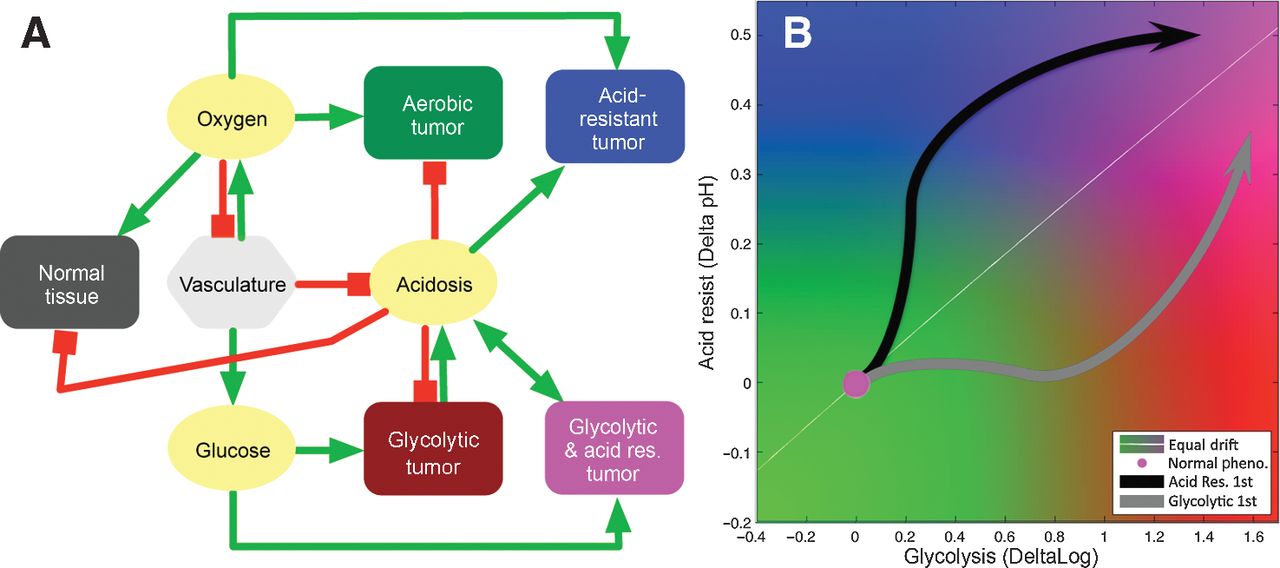 A
Oxygen
Aerobic
tumor
Acid-
resistant
tumor
Normal
tissue
Vasculature
Acidosis
Glucose
Glycolytic
tumor
Glycolytic
& acid res.
tumor
B
Acid resist (Delta pH)
0.5
0.4
0.3
0.2
0.1
0
−0.1
−0.2
−0.4 −0.2 0 0.2 0.4 0.6 0.8 1 1.2 1.4 1.6
Glycolysis (DeltaLog)
Equal drift
Normal pheno.
Acid Res. 1st
Glycolytic 1st